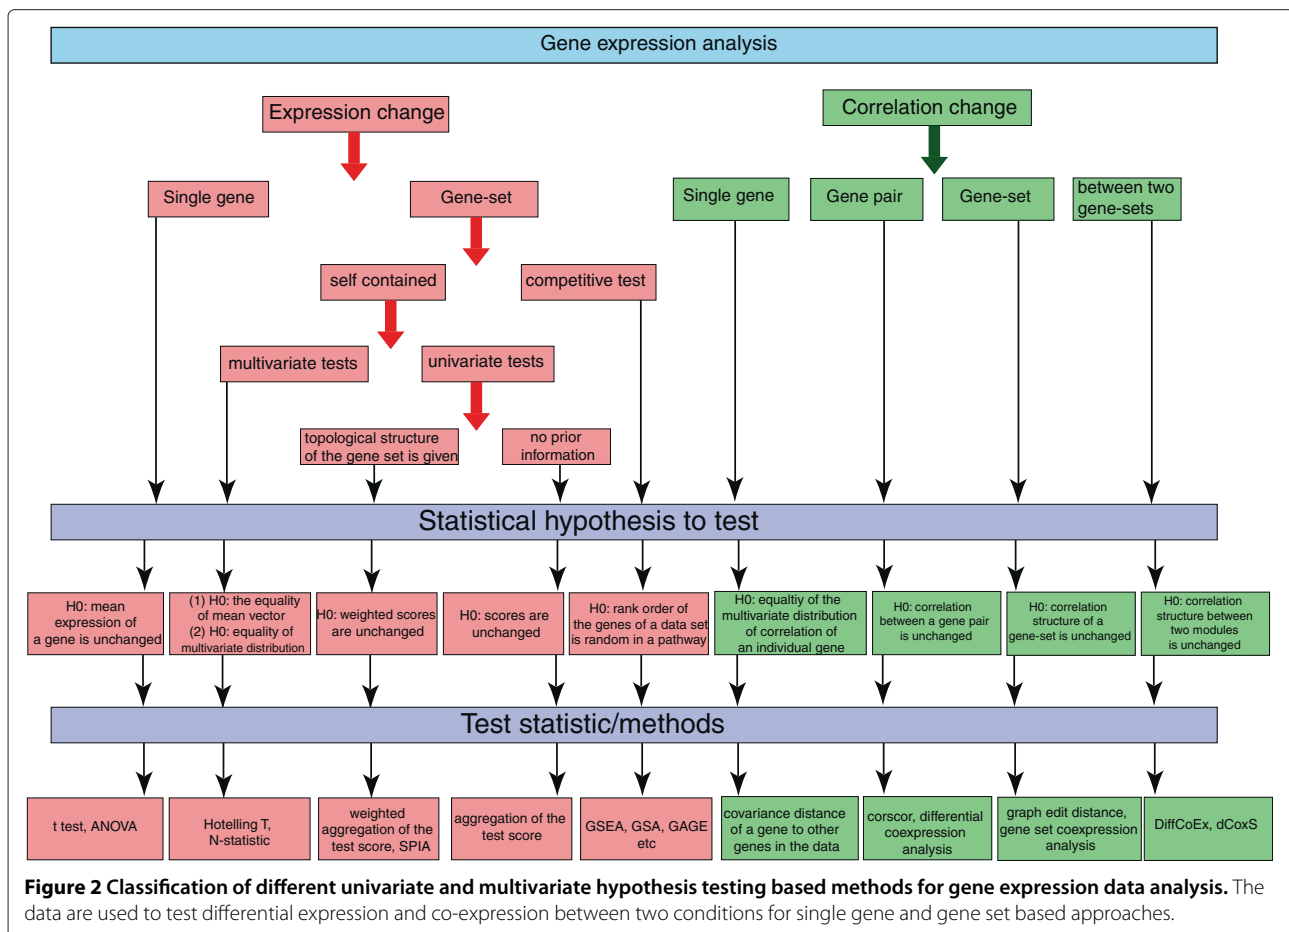 Gene expression analysis
Expression change
Correlation change
Single gene
Gene-set
Single gene
Gene pair
Gene-set
between two
gene-sets
self contained
competitive test
multivariate tests
univariate tests
topological structure
of the gene set is given
no prior
information
Statistical hypothesis to test
H0: mean
expression of
a gene is unchanged
(1) H0: the equality
of mean vector
(2) H0: equality of
multivariate distribution
H0: weighted scores
are unchanged
H0: scores are
unchanged
H0: rank order of
the genes of a data set
is random in a pathway
H0: equaltiy of the
multivariate distribution
of correlation of
an individual gene
H0: correlation
between a gene pair
is unchanged
H0: correlation
structure of a
gene-set is unchanged
H0: correlation
structure between
two modules
is unchanged
Test statistic/methods
t test, ANOVA
Hotelling T,
N-statistic
weighted
aggregation of the
test score, SPIA
aggregation of the
test score
GSEA, GSA, GAGE
etc
covariance distance
of a gene to other
genes in the data
corscor, differential
coexpression
analysis
graph edit distance,
gene set coexpression
analysis
DiffCoEx, dCoxS
Figure 2 Classification of different univariate and multivariate hypothesis testing based methods for gene expression data analysis. The
data are used to test differential expression and co-expression between two conditions for single gene and gene set based approaches.